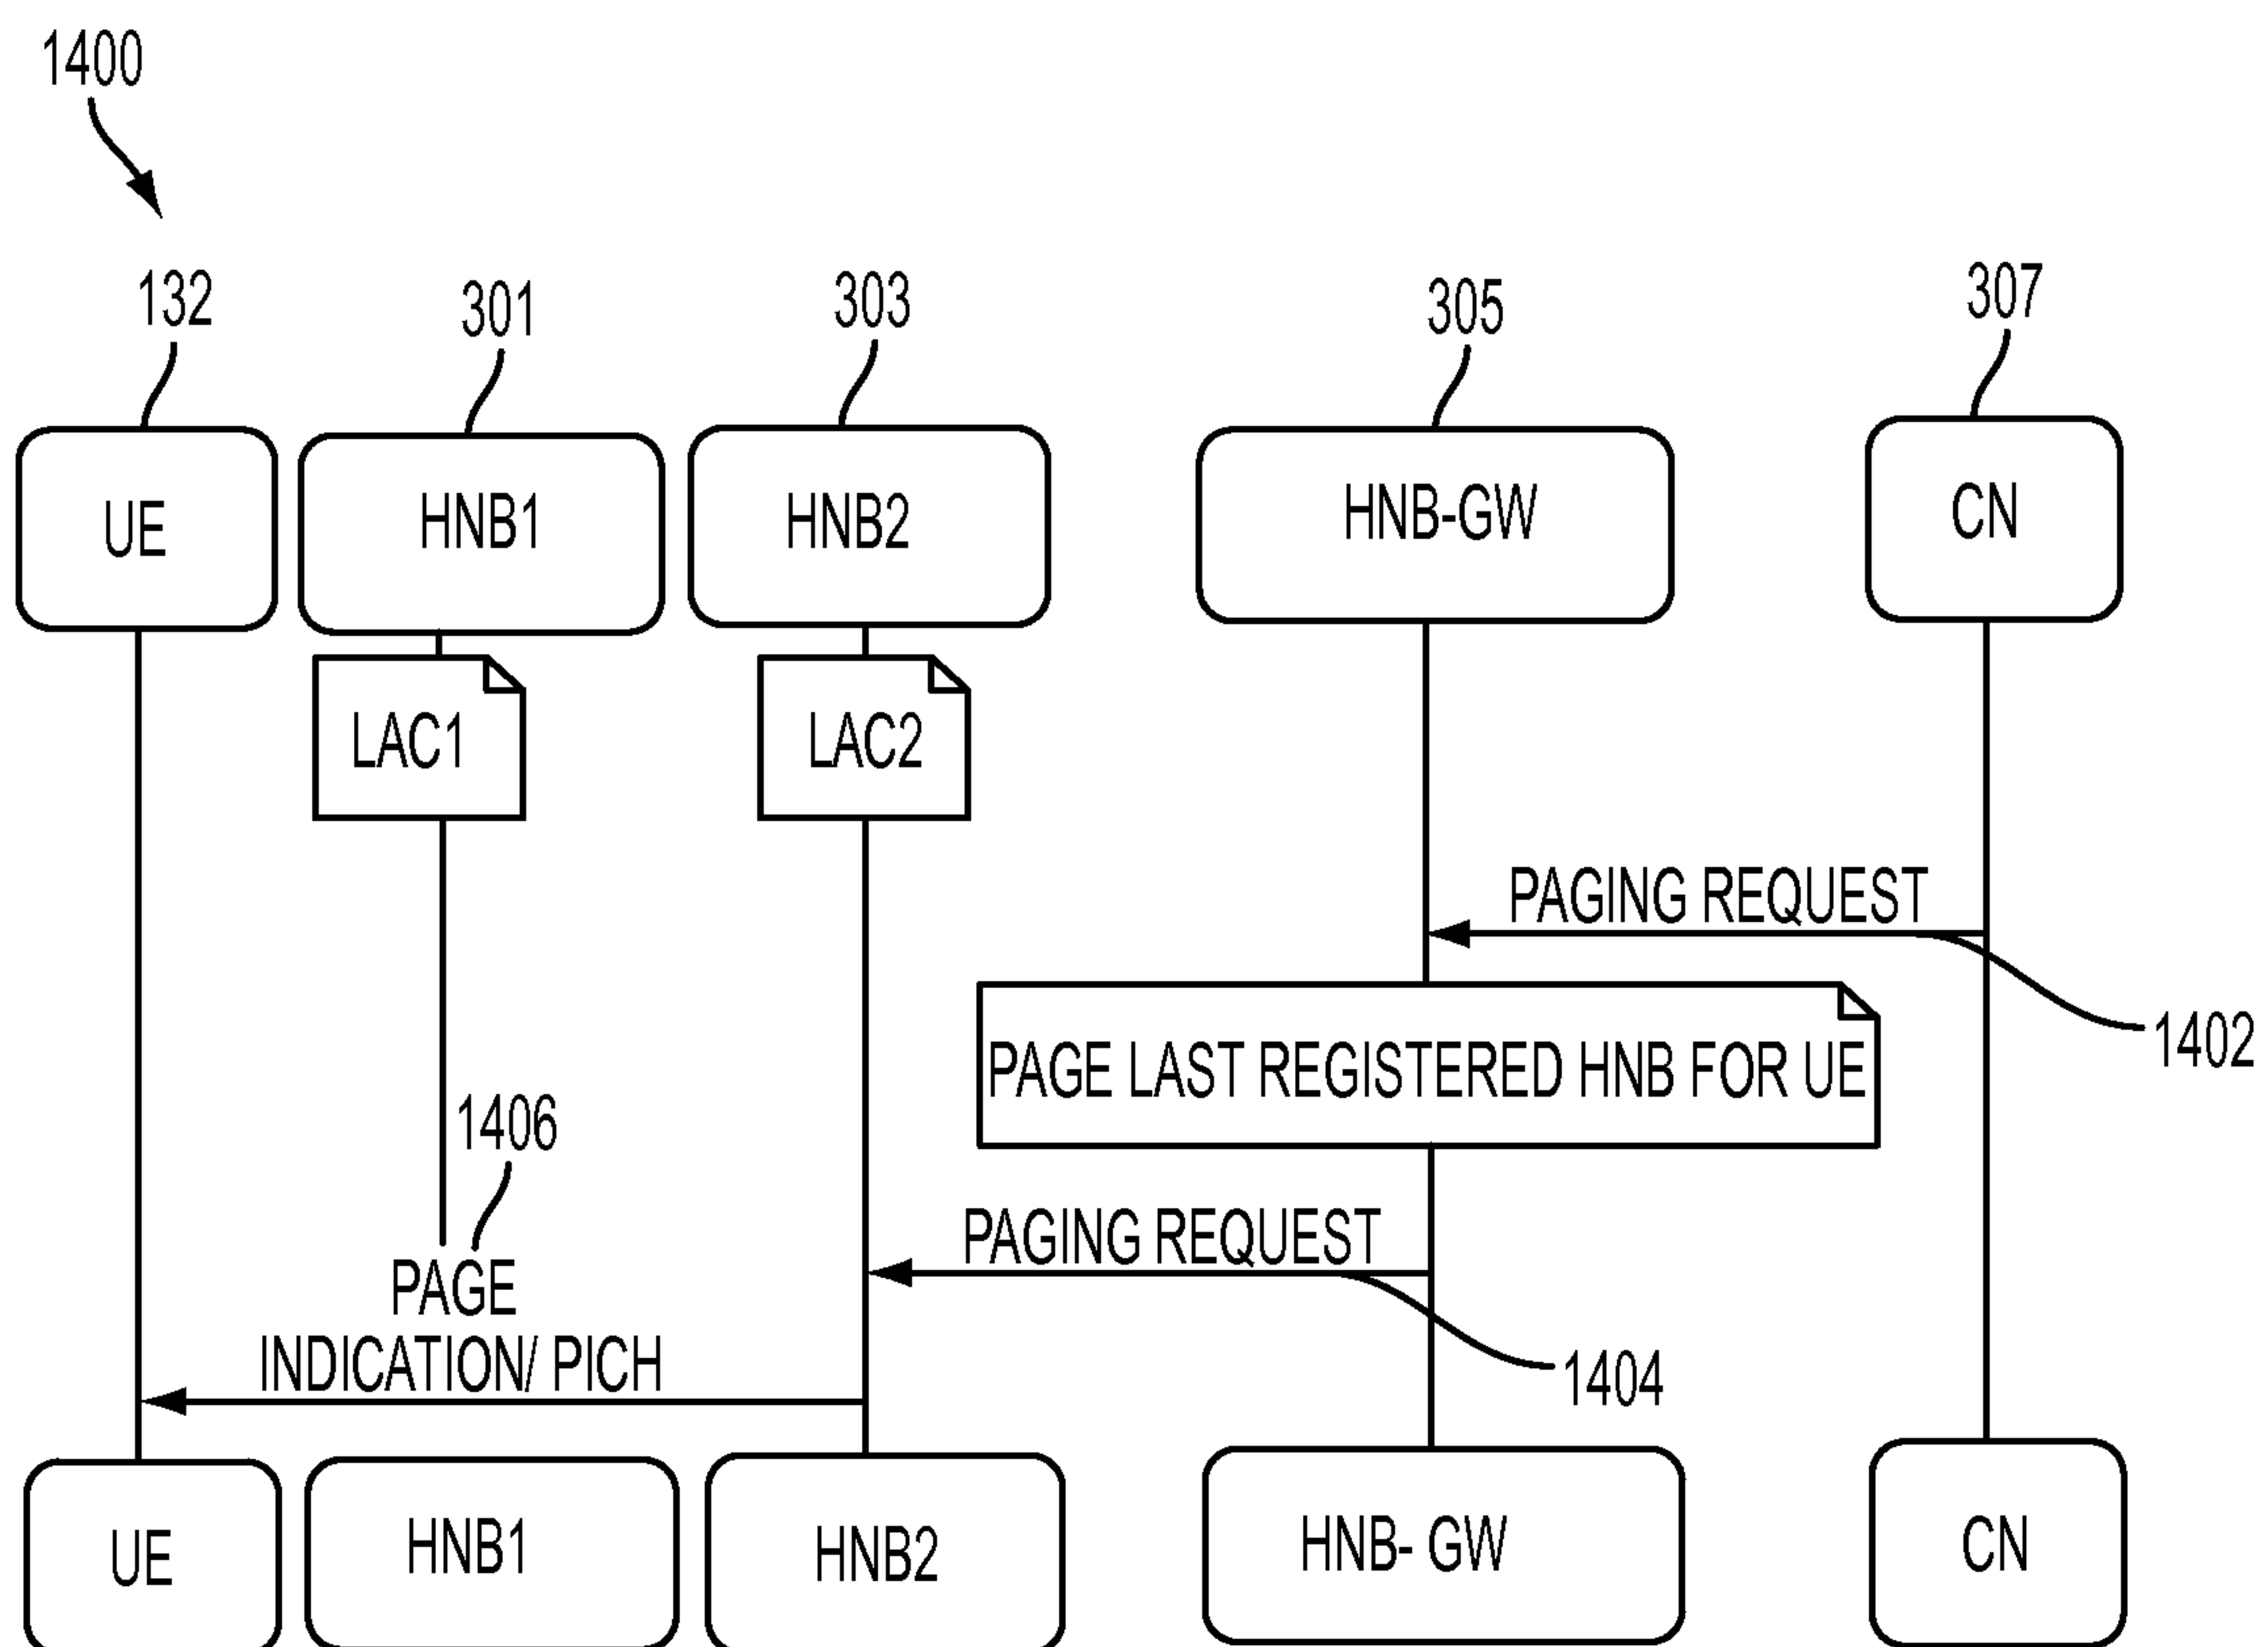 1400
132
301
303
305
307
UE
HNB1
HNB2
HNB-GW
CN
LAC1
LAC2
PAGING REQUEST
1402
PAGE LAST REGISTERED HNB FOR UE
1406
PAGING REQUEST
PAGE
INDICATION/ PICH
1404
UE
HNB1
HNB2
HNB- GW
CN